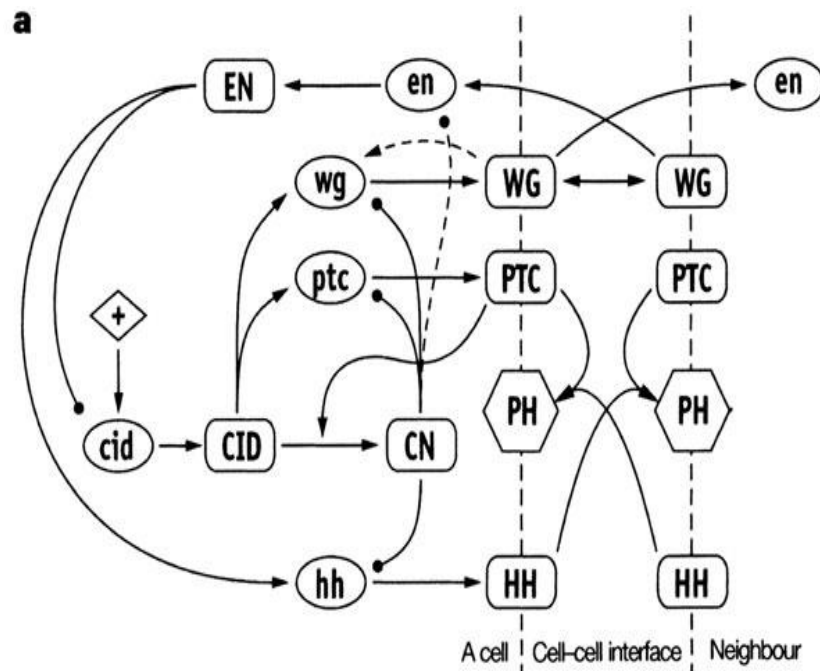 a
EN en en
wg WG WG
ptc PTC PTC
+
PH PH
cid CID CN
hh HH HH
A cell Cell–cell interface Neighbour